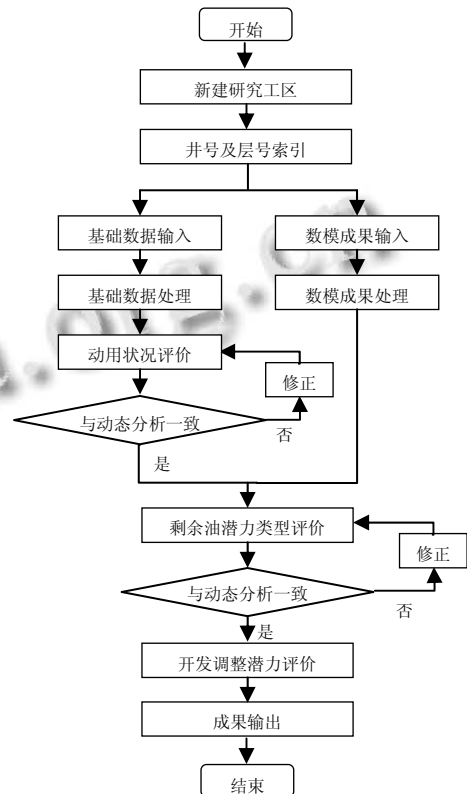 开始
新建研究工区
井号及层号索引
基础数据输入
数模成果输入
基础数据处理
数模成果处理
动用状况评价
修正
与动态分析一致
否
是
剩余油潜力类型评价
修正
与动态分析一致
否
是
开发调整潜力评价
成果输出
结束